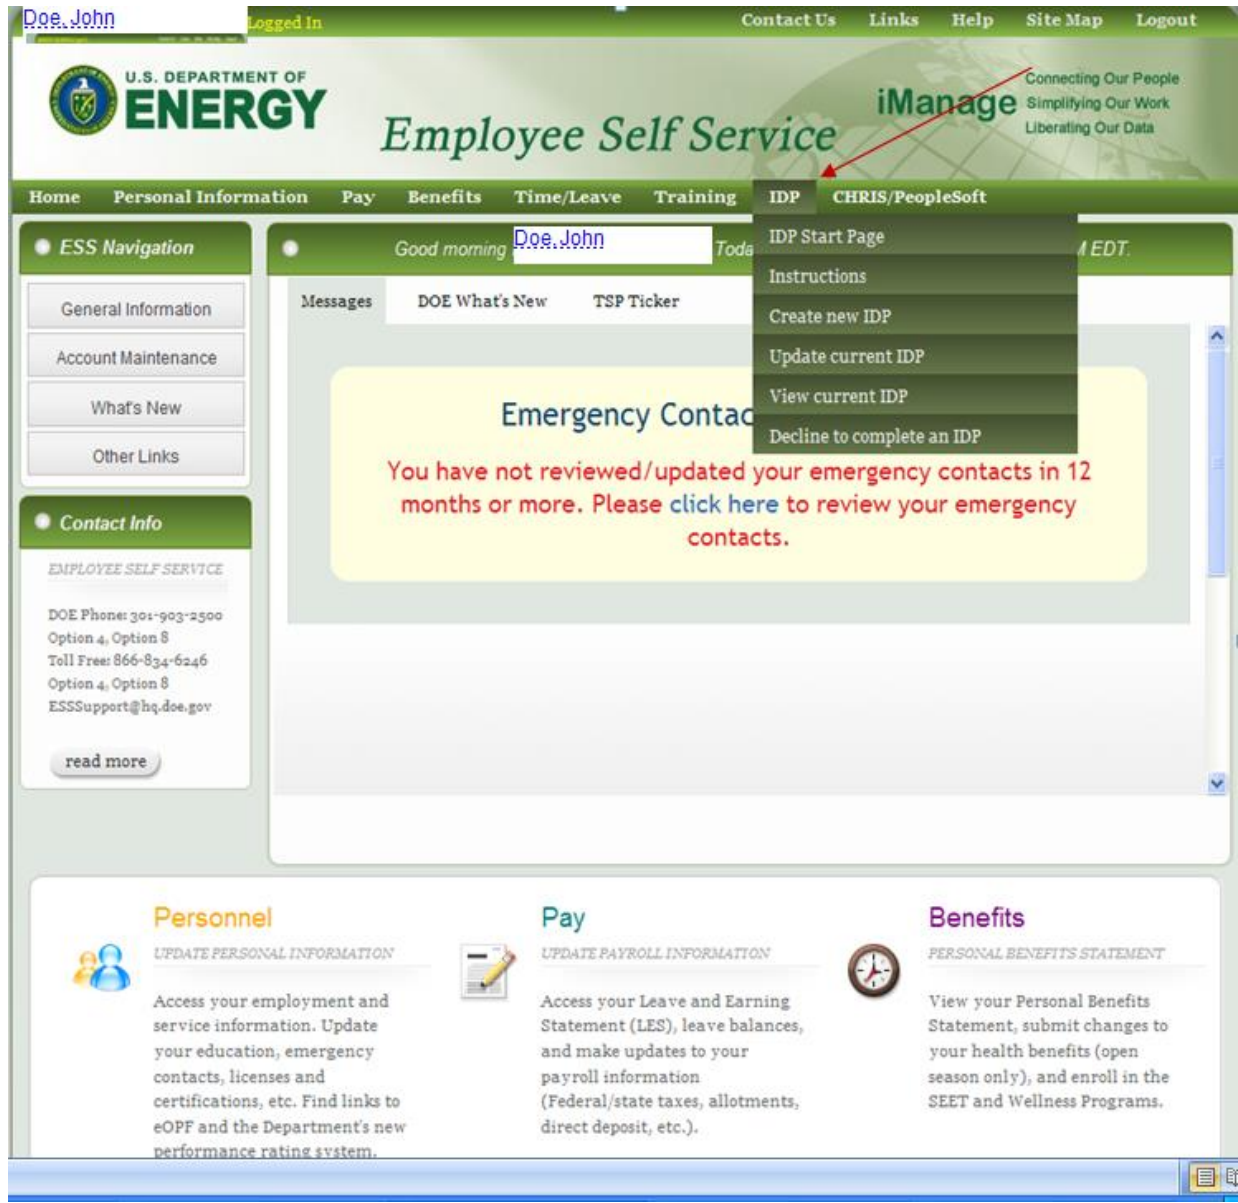 Doe, John Logged In Contact Us Links Help Site Map Logout
U.S. DEPARTMENT OF
ENERGY
Employee Self Service
iManage
Connecting Our People
Simplifying Our Work
Liberating Our Data
Home Personal Information Pay Benefits Time/Leave Training IDP CHRIS/PeopleSoft
IDP Start Page
Instructions
Create new IDP
Update current IDP
View current IDP
Decline to complete an IDP
ESS Navigation
General Information
Account Maintenance
What's New
Other Links
Contact Info
EMPLOYEE SELF SERVICE
DOE Phone: 301-903-2500
Option 4, Option 8
Toll Free: 866-834-6246
Option 4, Option 8
ESSSupport@hq.doe.gov
read more
Good morning Doe, John EDT.
Messages DOE What's New TSP Ticker
Emergency
You have not reviewed/updated your emergency contacts in 12
months or more. Please click here to review your emergency
contacts.
Personnel
UPDATE PERSONAL INFORMATION
Access your employment and
service information. Update
your education, emergency
contacts, licenses and
certifications, etc. Find links to
eOPF and the Department's new
performance rating system.
Pay
UPDATE PAYROLL INFORMATION
Access your Leave and Earning
Statement (LES), leave balances,
and make updates to your
payroll information
(Federal/state taxes, allotments,
direct deposit, etc.).
Benefits
PERSONAL BENEFITS STATEMENT
View your Personal Benefits
Statement, submit changes to
your health benefits (open
season only), and enroll in the
SEET and Wellness Programs.